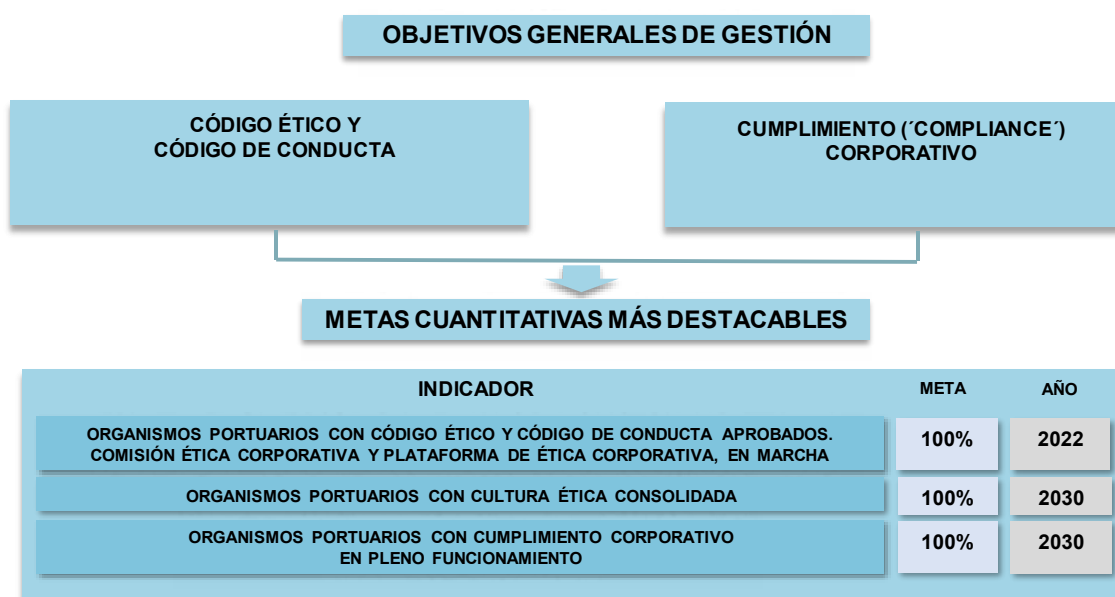 OBJETIVOS GENERALES DE GESTIÓN
CÓDIGO ÉTICO Y
CÓDIGO DE CONDUCTA
CUMPLIMIENTO (´COMPLIANCE´)
CORPORATIVO
METAS CUANTITATIVAS MÁS DESTACABLES
INDICADOR META AÑO
ORGANISMOS PORTUARIOS CON CÓDIGO ÉTICO Y CÓDIGO DE CONDUCTA APROBADOS.
COMISIÓN ÉTICA CORPORATIVA Y PLATAFORMA DE ÉTICA CORPORATIVA, EN MARCHA
100% 2022
ORGANISMOS PORTUARIOS CON CULTURA ÉTICA CONSOLIDADA 100% 2030
ORGANISMOS PORTUARIOS CON CUMPLIMIENTO CORPORATIVO
EN PLENO FUNCIONAMIENTO
100% 2030